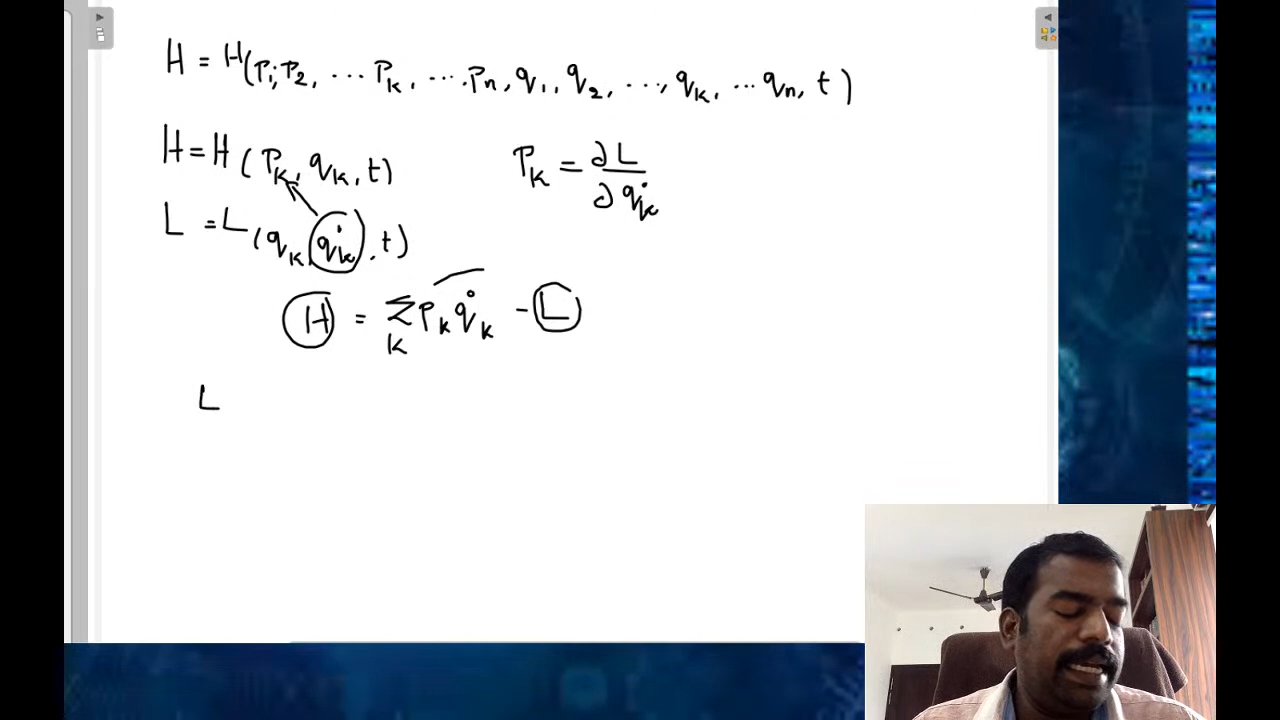 H = H(p₁, p₂, ... pₖ, ... pₙ, q₁, q₂, ..., qₖ, ... qₙ, t)
H = H (pₖ, qₖ, t) pₖ = ∂L/∂q̇ₖ
L = L (qₖ, q̇ₖ, t)
H = Σₖ pₖ q̇ₖ - L
L